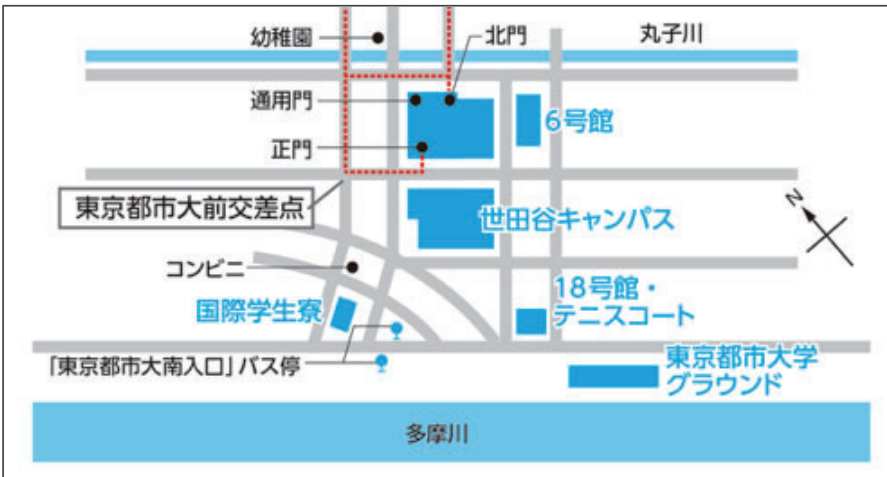 幼稚園
北門
丸子川
通用門
6号館
正門
東京都市大前交差点
世田谷キャンパス
N
コンビニ
国際学生寮
18号館・
テニスコート
「東京都市大南入口」バス停
東京都市大学
グラウンド
多摩川